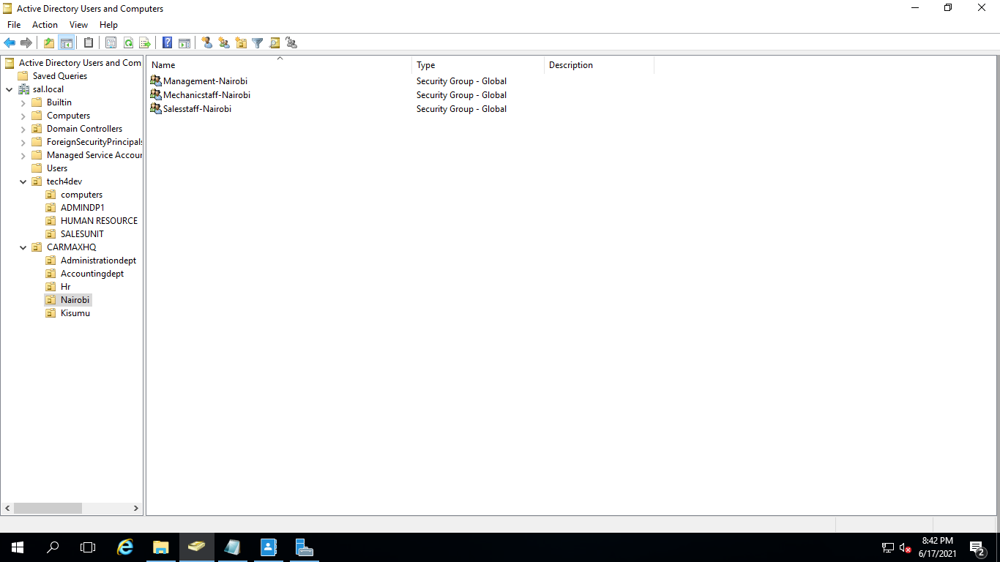 Active Directory Users and Computers
File Action View Help
Active Directory Users and Com
Saved Queries
sal.local
Builtin
Computers
Domain Controllers
ForeignSecurityPrincipals
Managed Service Accour
Users
tech4dev
computers
ADMINDP1
HUMAN RESOURCE
SALESUNIT
CARMAXHQ
Administrationdept
Accountingdept
Hr
Nairobi
Kisumu
Name Type Description
Management-Nairobi Security Group - Global
Mechanicstaff-Nairobi Security Group - Global
Salesstaff-Nairobi Security Group - Global
8:42 PM
6/17/2021
2